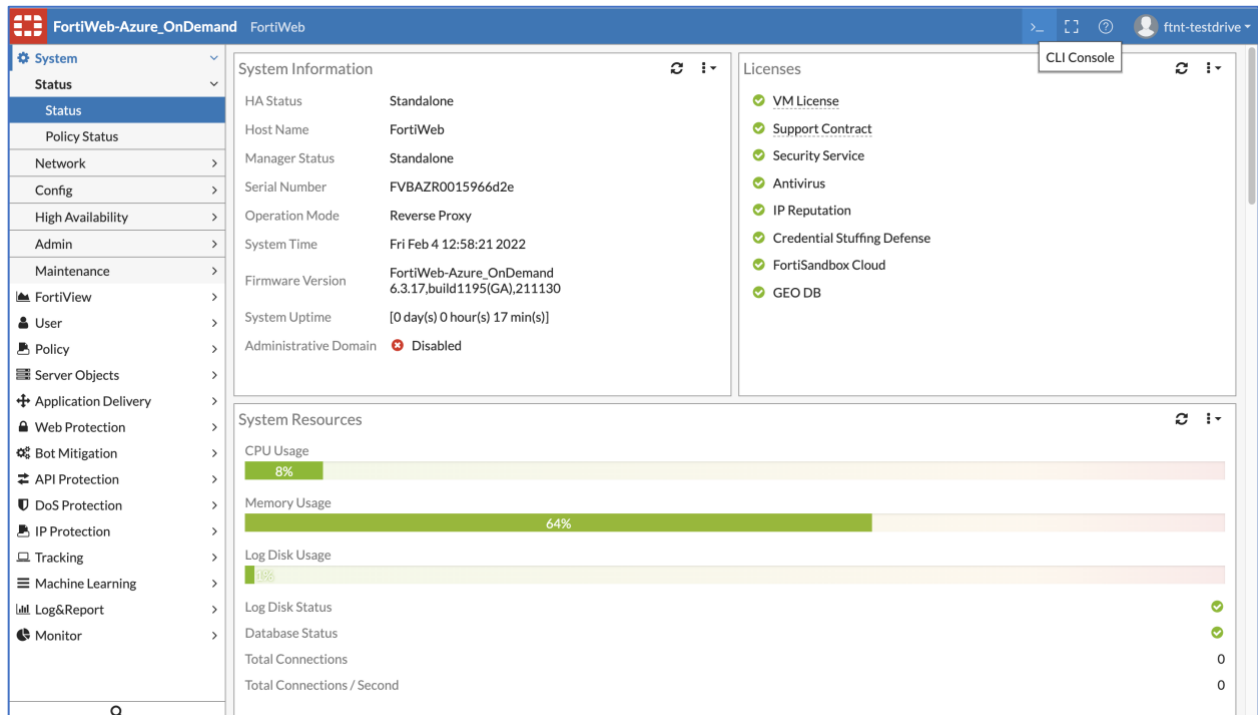 FortiWeb-Azure_OnDemand FortiWeb
>_ ftnt-testdrive
CLI Console
System
Status
Status
Policy Status
Network
Config
High Availability
Admin
Maintenance
FortiView
User
Policy
Server Objects
Application Delivery
Web Protection
Bot Mitigation
API Protection
DoS Protection
IP Protection
Tracking
Machine Learning
Log&Report
Monitor
System Information
HA Status Standalone
Host Name FortiWeb
Manager Status Standalone
Serial Number FVBAZR0015966d2e
Operation Mode Reverse Proxy
System Time Fri Feb 4 12:58:21 2022
Firmware Version FortiWeb-Azure_OnDemand
6.3.17,build1195(GA),211130
System Uptime [0 day(s) 0 hour(s) 17 min(s)]
Administrative Domain Disabled
Licenses
VM License
Support Contract
Security Service
Antivirus
IP Reputation
Credential Stuffing Defense
FortiSandbox Cloud
GEO DB
System Resources
CPU Usage
8%
Memory Usage
64%
Log Disk Usage
Log Disk Status
Database Status
Total Connections 0
Total Connections / Second 0